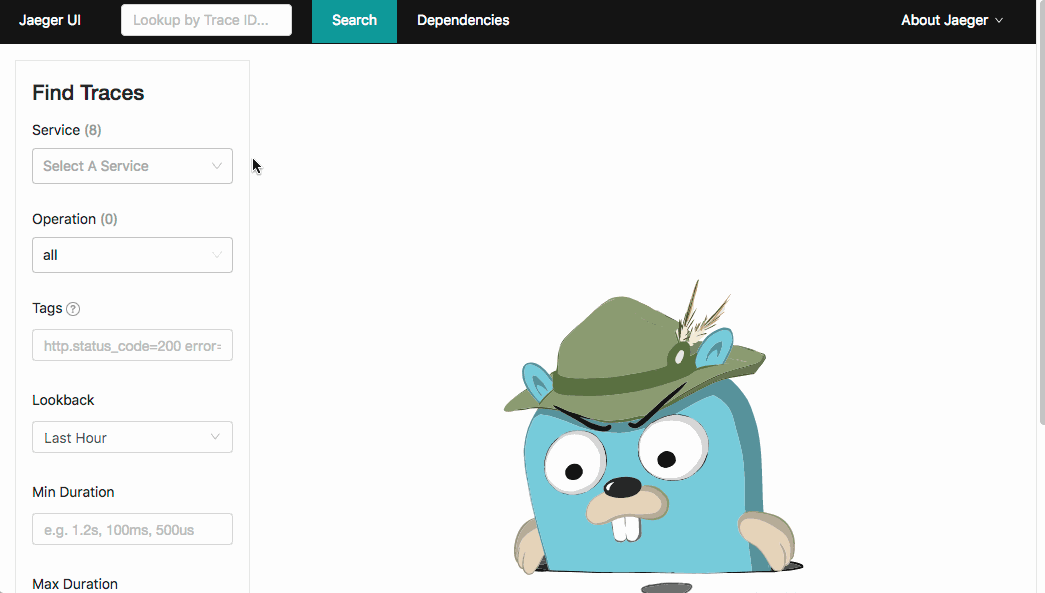 Jaeger UI Lookup by Trace ID... Search Dependencies About Jaeger
Find Traces
Service (8)
Select A Service
Operation (0)
all
Tags ?
http.status_code=200 error=
Lookback
Last Hour
Min Duration
e.g. 1.2s, 100ms, 500us
Max Duration